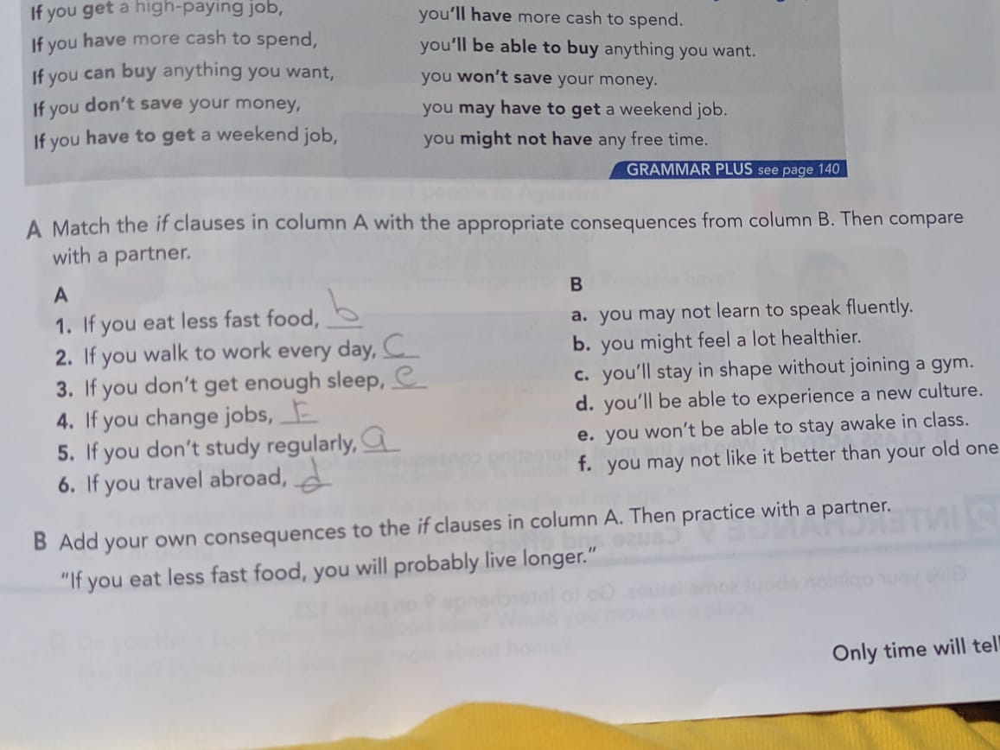 If you get a high-paying job, you'll have more cash to spend.
If you have more cash to spend, you'll be able to buy anything you want.
If you can buy anything you want, you won't save your money.
If you don't save your money, you may have to get a weekend job.
If you have to get a weekend job, you might not have any free time.
GRAMMAR PLUS see page 140
A Match the if clauses in column A with the appropriate consequences from column B. Then compare
with a partner.
A
1. If you eat less fast food, b
2. If you walk to work every day, c
3. If you don't get enough sleep, e
4. If you change jobs, F
5. If you don't study regularly, a
6. If you travel abroad, d
B
a. you may not learn to speak fluently.
b. you might feel a lot healthier.
c. you'll stay in shape without joining a gym.
d. you'll be able to experience a new culture.
e. you won't be able to stay awake in class.
f. you may not like it better than your old one
B Add your own consequences to the if clauses in column A. Then practice with a partner.
"If you eat less fast food, you will probably live longer."
Only time will tell